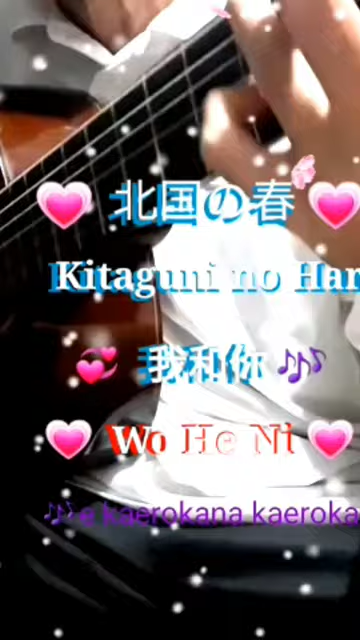 北国の春
Kitaguni no Har
我和你
Wo He Ni
e kaerokana kaeroka